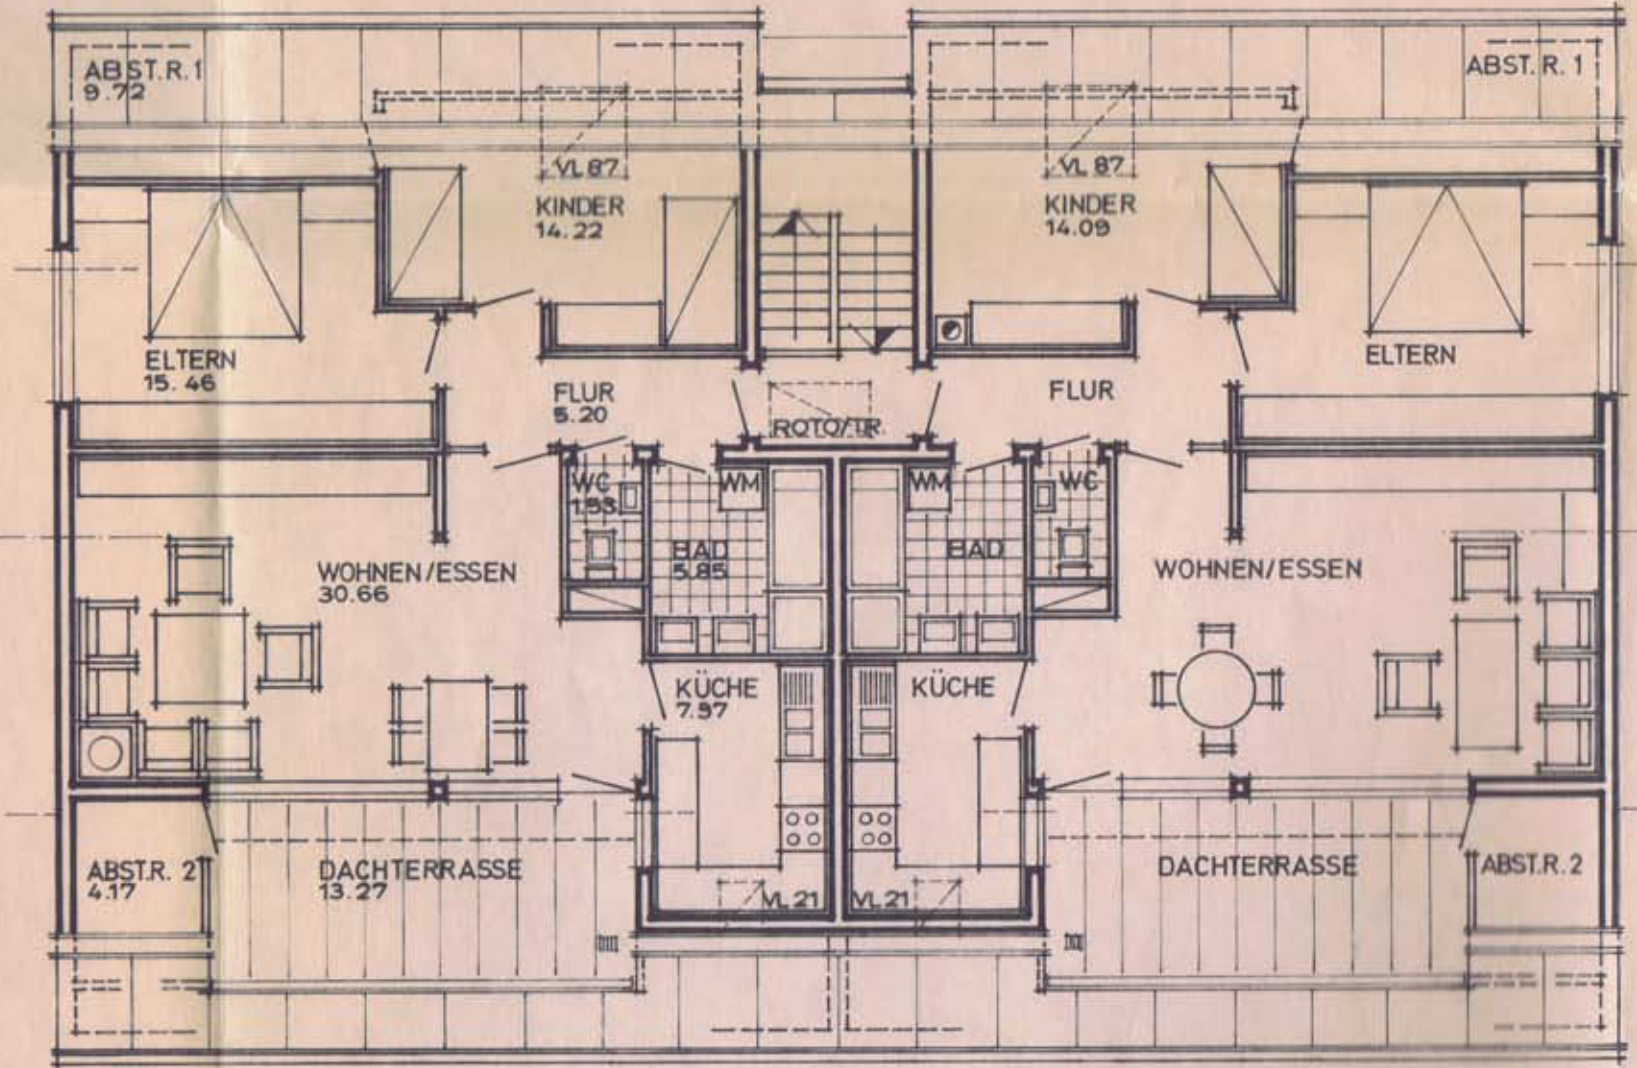 ABST.R.1
9.72
ABST.R. 1
VL 87
KINDER
14.22
VL 87
KINDER
14.09
ELTERN
15.46
ELTERN
FLUR
5.20
FLUR
ROTO/TR.
WC
1.53
WM
WM
WC
BAD
5.85
BAD
WOHNEN/ESSEN
30.66
WOHNEN/ESSEN
KÜCHE
7.97
KÜCHE
ABST.R. 2
4.17
DACHTERRASSE
13.27
VL 21
VL 21
DACHTERRASSE
ABST.R.2